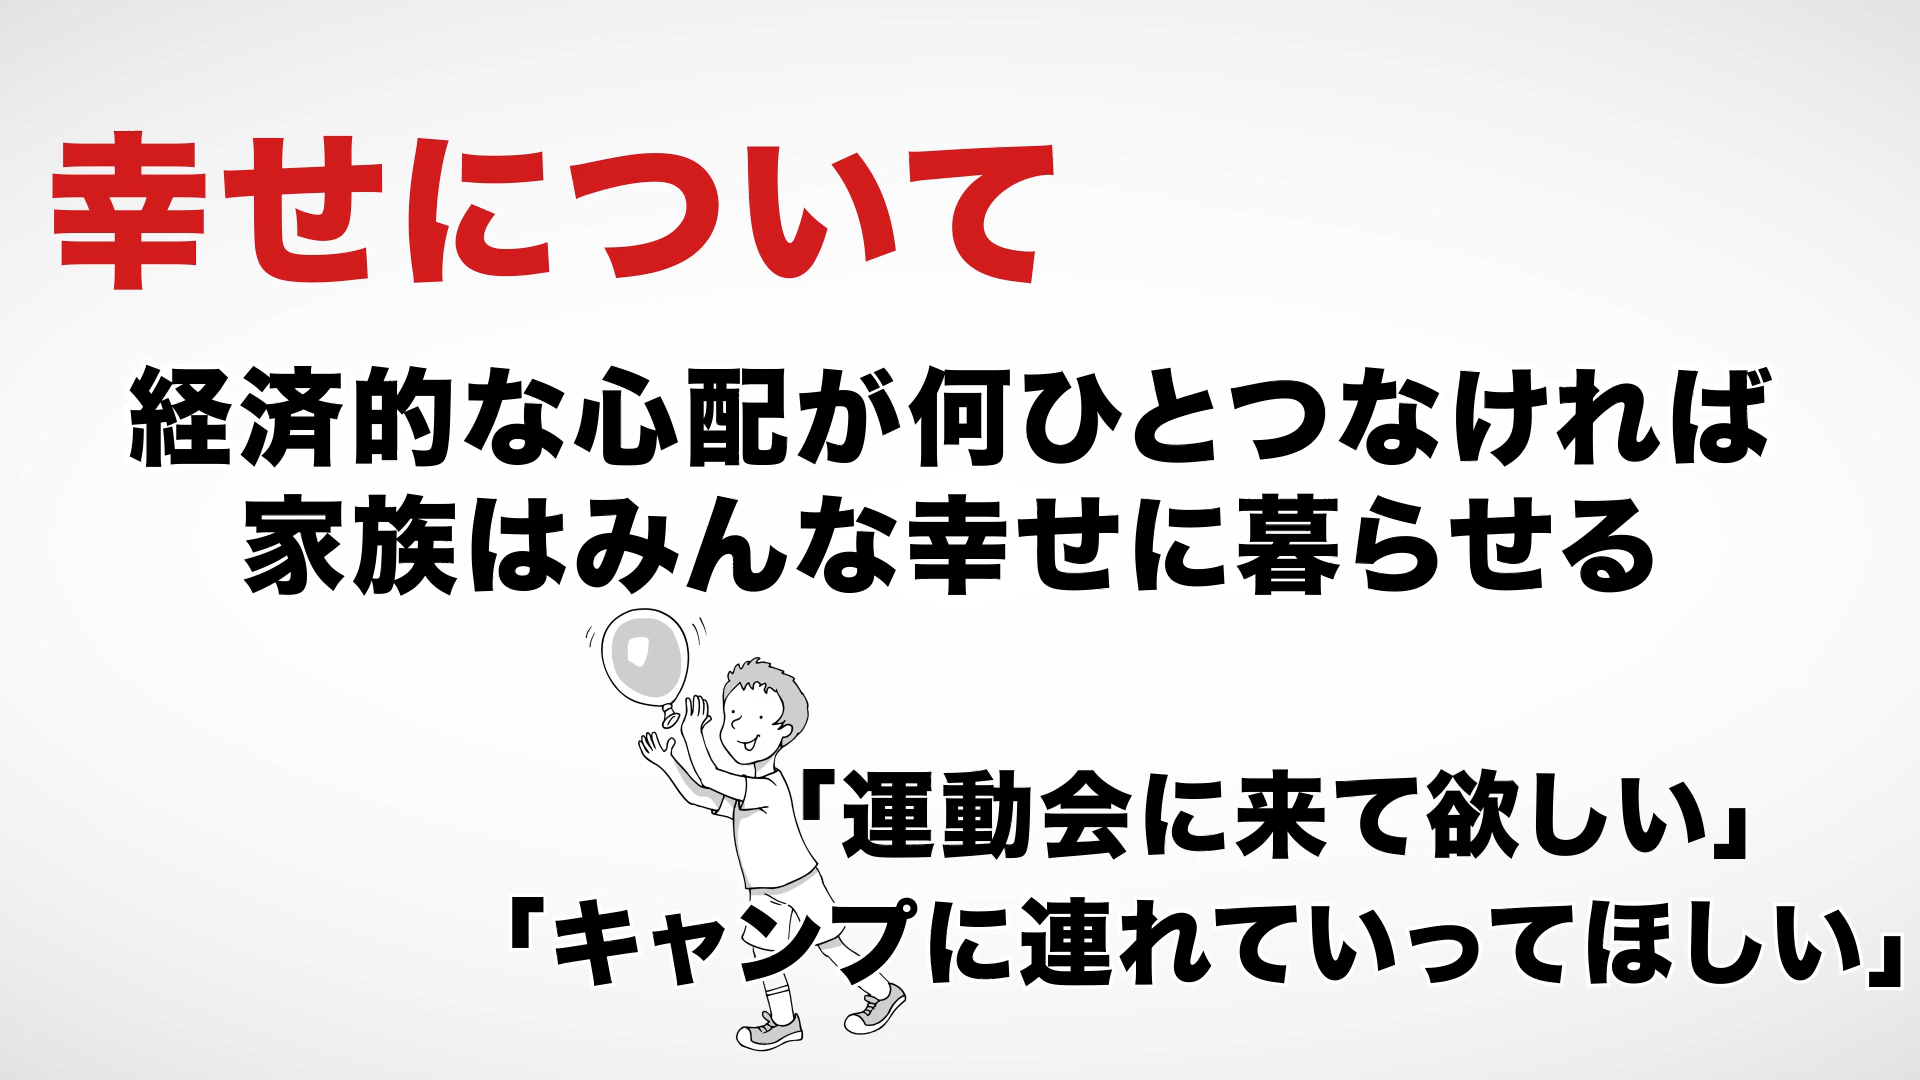 幸せについて
経済的な心配が何ひとつなければ
家族はみんな幸せに暮らせる
「運動会に来て欲しい」
「キャンプに連れていってほしい」